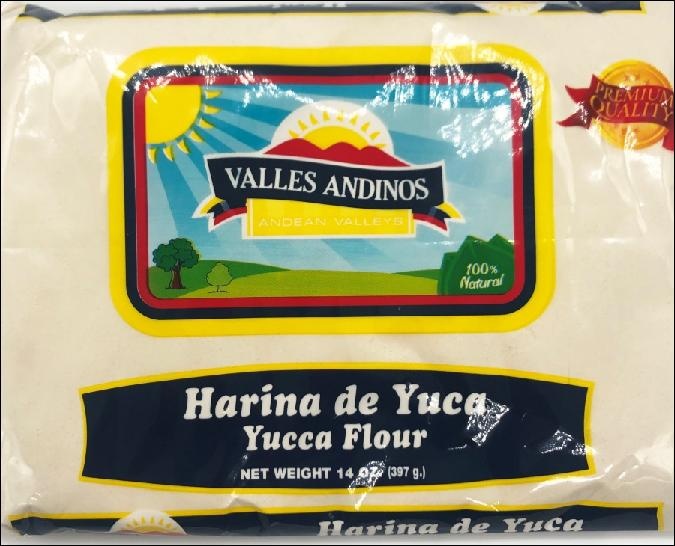 PREMIUM
QUALITY
VALLES ANDINOS
ANDEAN VALLEYS
100%
Natural
Harina de Yuca
Yucca Flour
NET WEIGHT 14 OZ. (397 g.)
Harina de Yuca